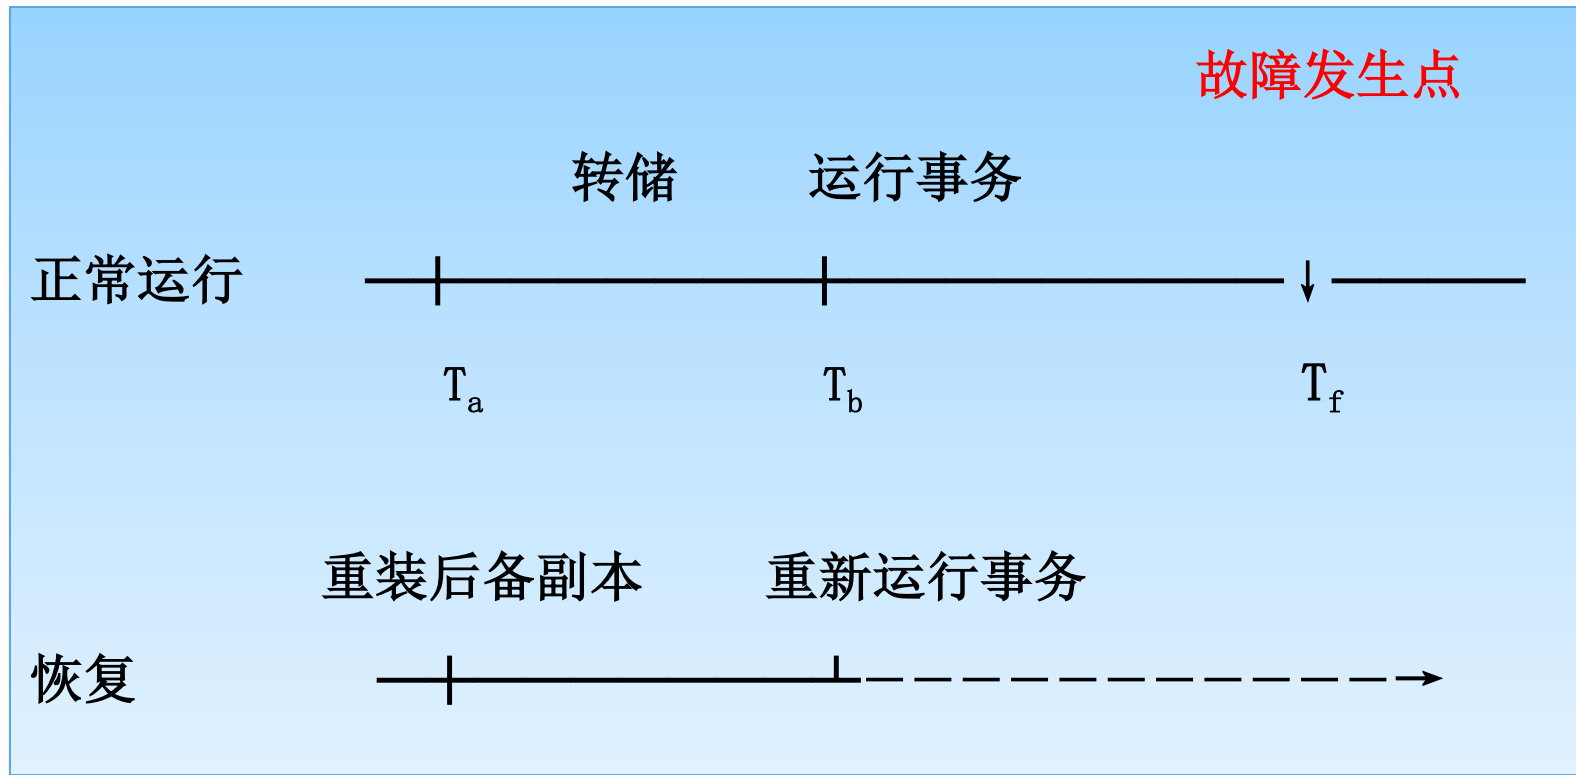 故障发生点
转储 运行事务
正常运行
Ta Tb Tf
重装后备副本 重新运行事务
恢复